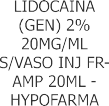 LIDOCAINA
(GEN) 2%
20MG/ML
S/VASO INJ FR-
AMP 20ML -
HYPOFARMA